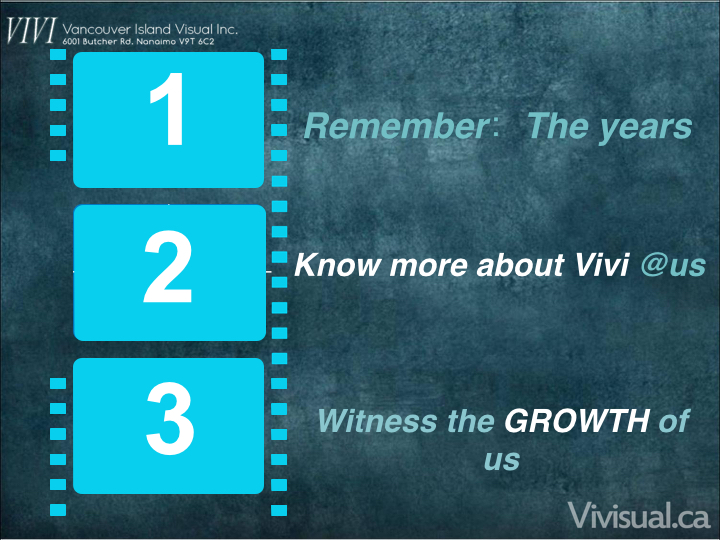 VIVI Vancouver Island Visual Inc.
6001 Butcher Rd. Nanaimo V9T 6C2
1
Remember： The years
2
Know more about Vivi @us
3
Witness the GROWTH of
us
Vivisual.ca